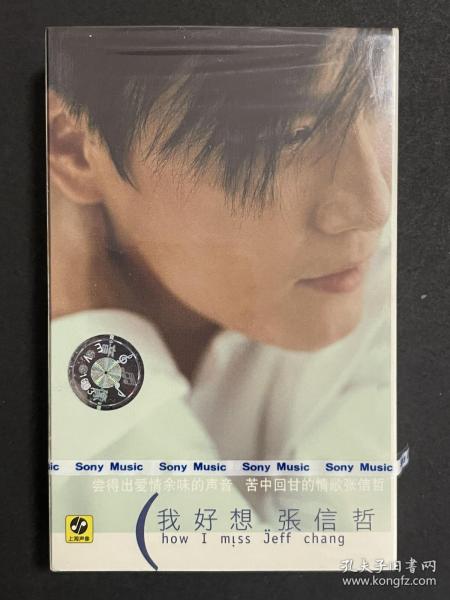 usic Sony Music Sony Music Sony Music Sony Music
会得出爱情余味的声音 苦中回甘的情歌张信哲
我好想 張信哲
how I miss Jeff chang
上海声像
孔夫子旧书网
www.kongfz.com